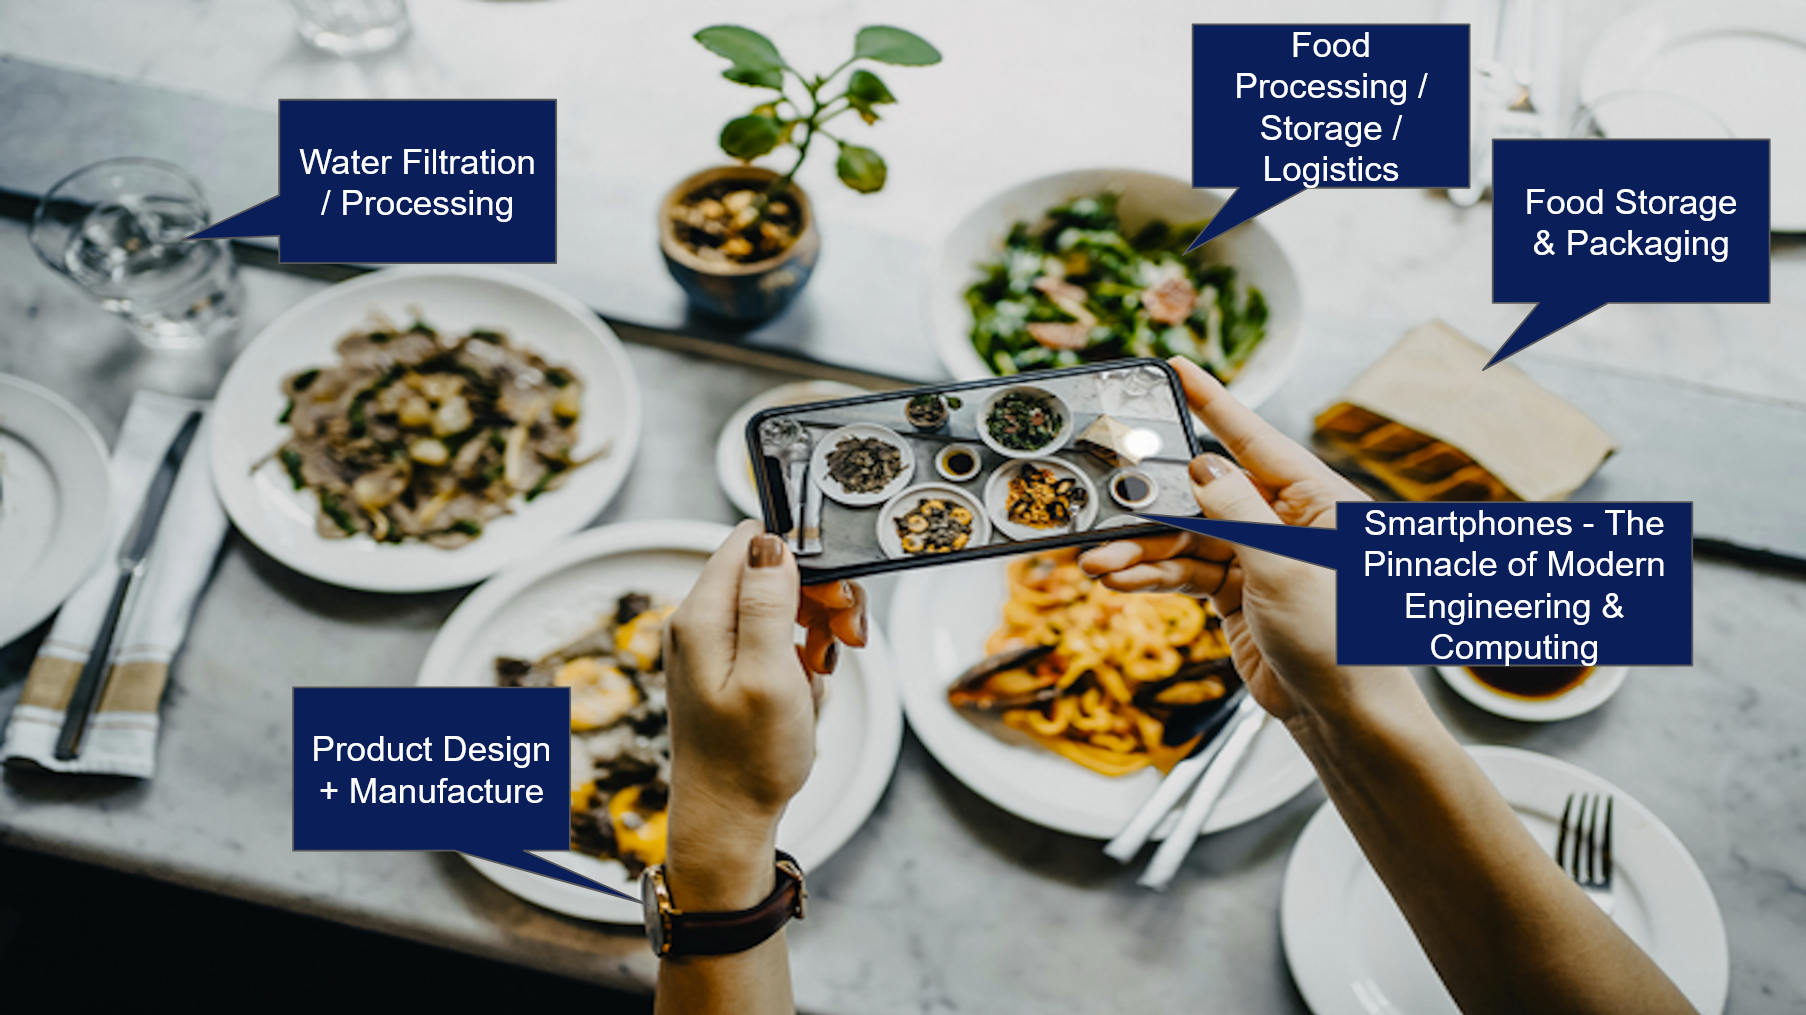 Food
Processing /
Storage /
Logistics
Water Filtration
/ Processing
Food Storage
& Packaging
Smartphones - The
Pinnacle of Modern
Engineering &
Computing
Product Design
+ Manufacture